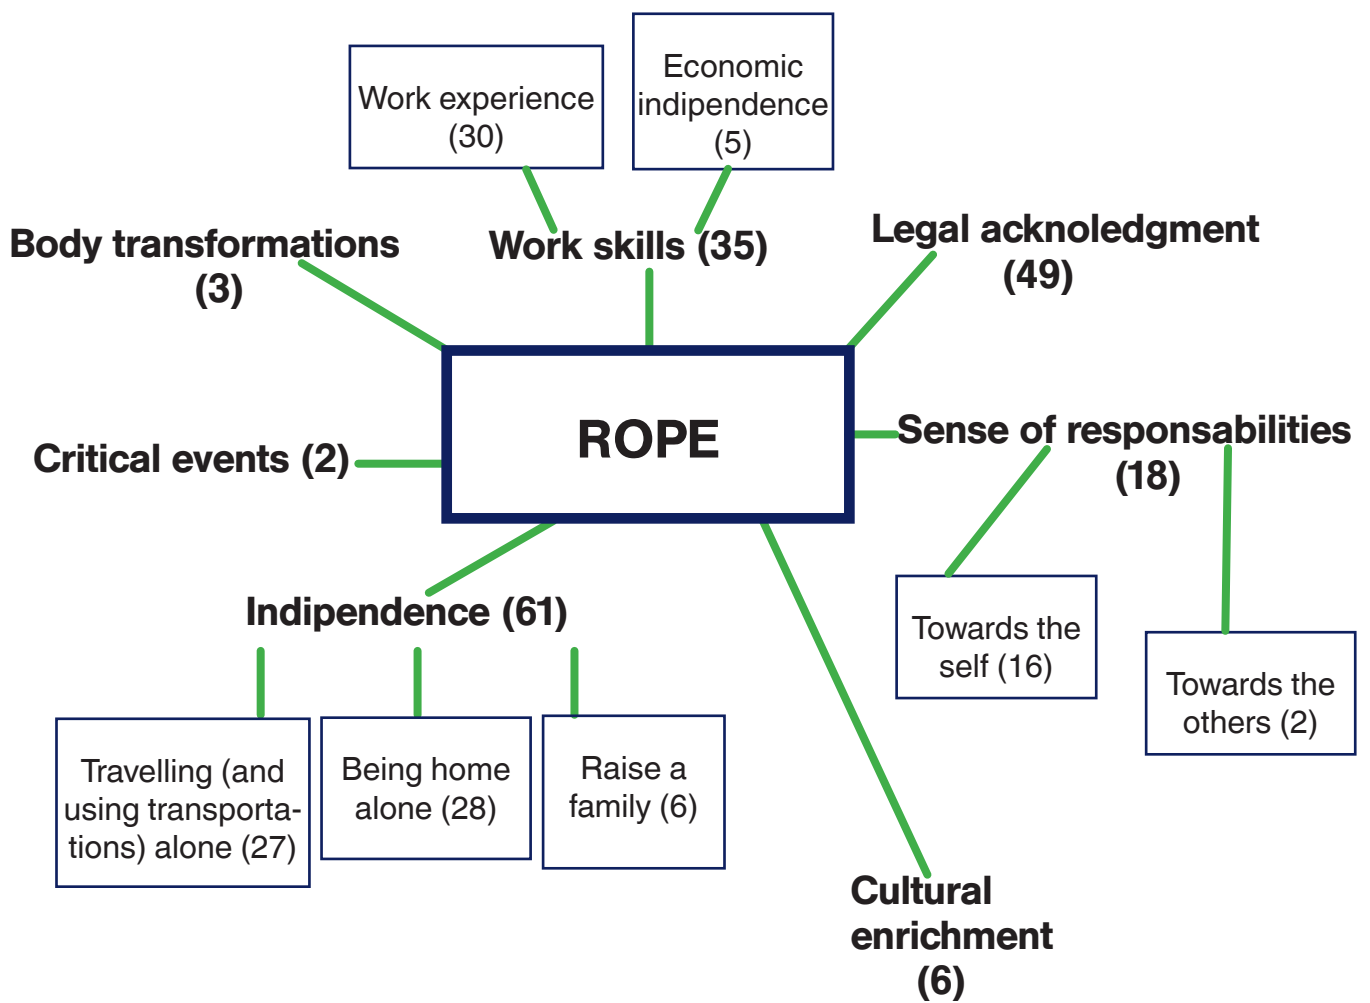 Work experience
(30)
Economic
indipendence
(5)
Body transformations
(3)
Work skills (35)
Legal acknoledgment
(49)
ROPE
Critical events (2)
Sense of responsabilities
(18)
Indipendence (61)
Towards the
self (16)
Towards the
others (2)
Travelling (and
using transporta-
tions) alone (27)
Being home
alone (28)
Raise a
family (6)
Cultural
enrichment
(6)